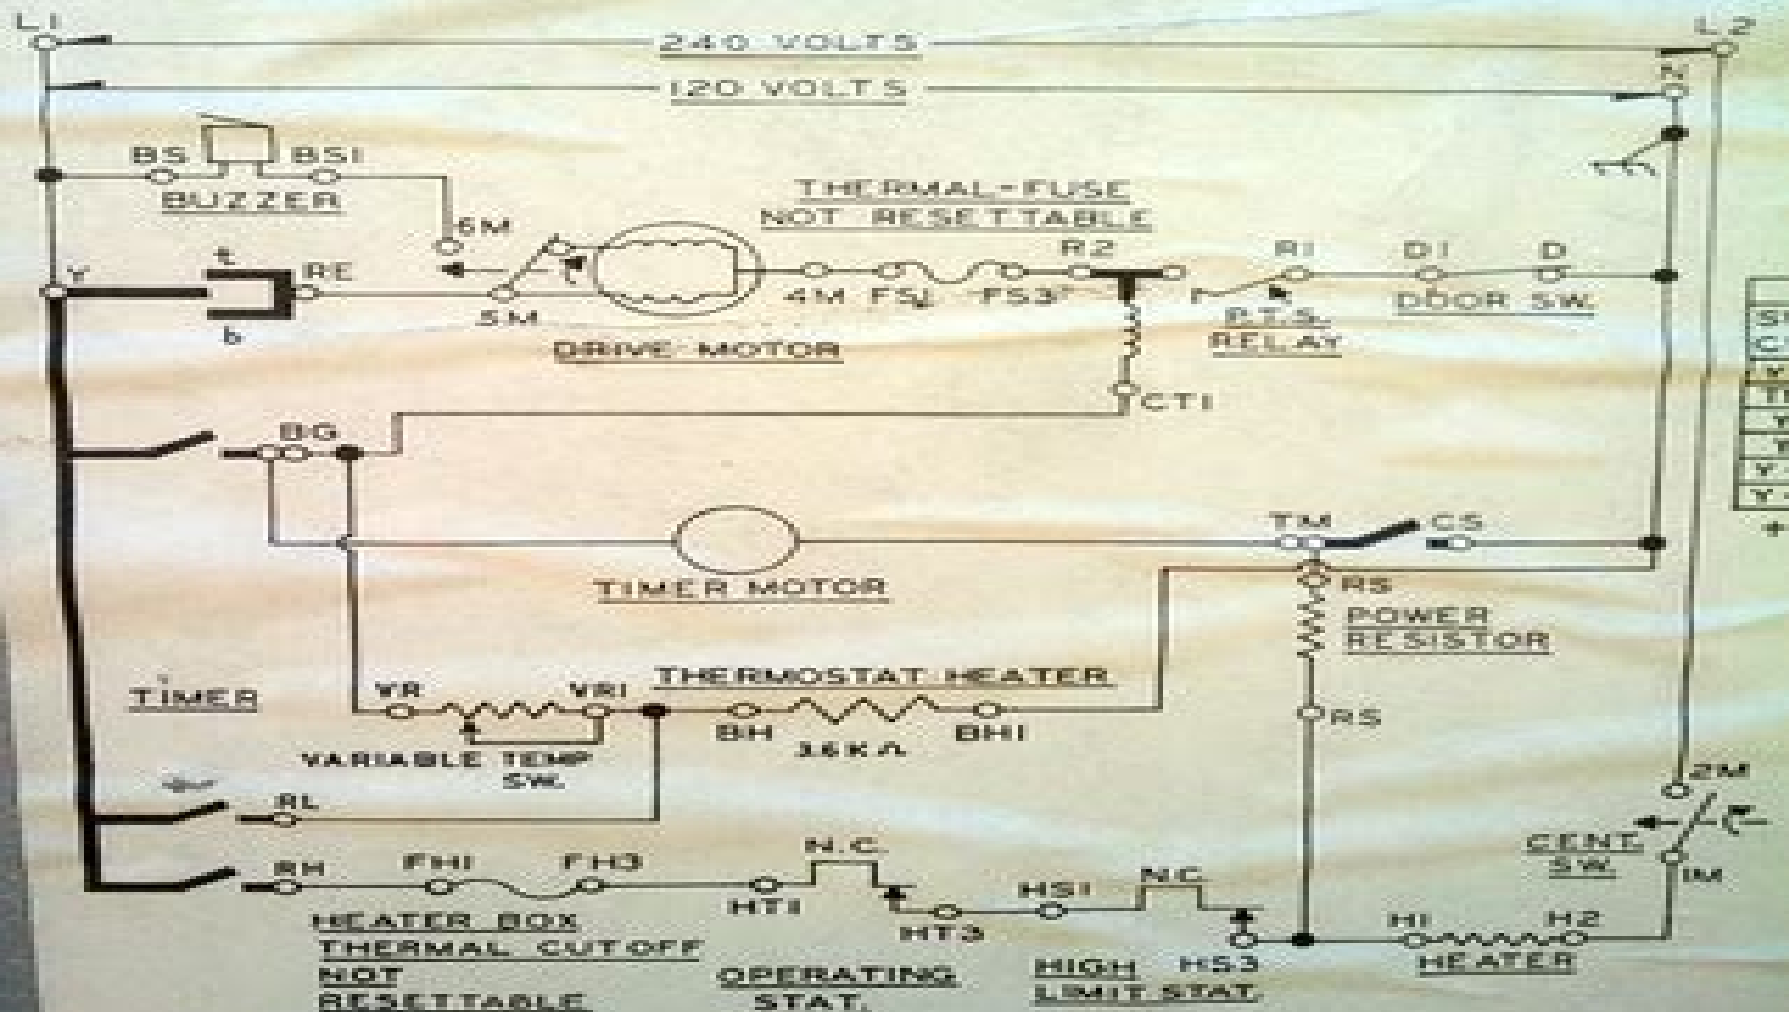 L1
L2
240 VOLTS
N
120 VOLTS
BS
BS1
BUZZER
THERMAL-FUSE
NOT RESETTABLE
6M
R2
R1
D1
D
Y
t
RE
4M
FS3
DOOR SW.
5M
P.T.S.
RELAY
b
DRIVE MOTOR
CT1
BG
TM
CS
TIMER MOTOR
RS
POWER
RESISTOR
TIMER
VR
VR1
THERMOSTAT HEATER
RS
BH
3.6K Ω
BH1
VARIABLE TEMP
SW.
2M
RL
CENT.
SW.
1M
RH
FH1
FH3
N.C.
N.C.
HT1
HS1
HT3
H1
H2
HEATER BOX
THERMAL CUTOFF
NOT
RESETTABLE
OPERATING
STAT.
HIGH
LIMIT STAT.
HS3
HEATER